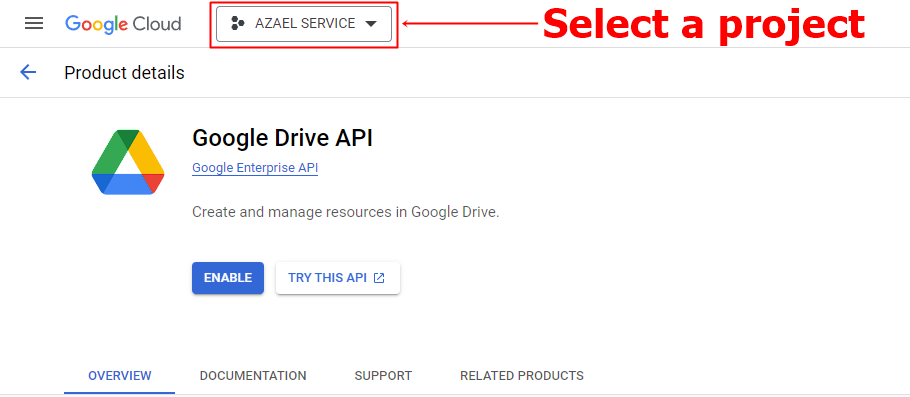 Google Cloud
AZAEL SERVICE
Select a project
Product details
Google Drive API
Google Enterprise API
Create and manage resources in Google Drive.
ENABLE
TRY THIS API
OVERVIEW
DOCUMENTATION
SUPPORT
RELATED PRODUCTS